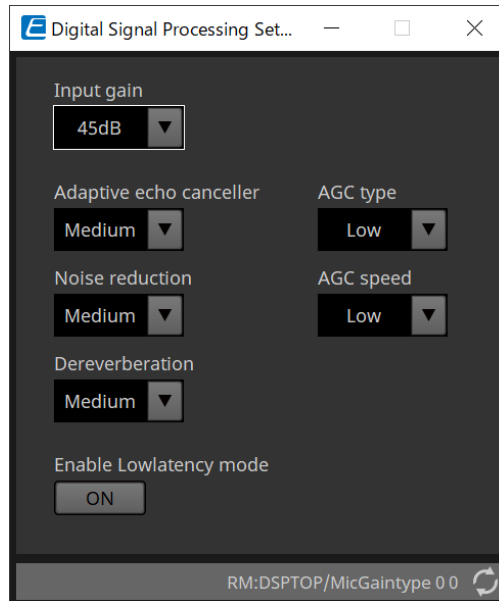 Digital Signal Processing Set...
Input gain
45dB
Adaptive echo canceller
AGC type
Medium
Low
Noise reduction
AGC speed
Medium
Low
Dereverberation
Medium
Enable Lowlatency mode
ON
RM:DSPTOP/MicGaintype 0 0